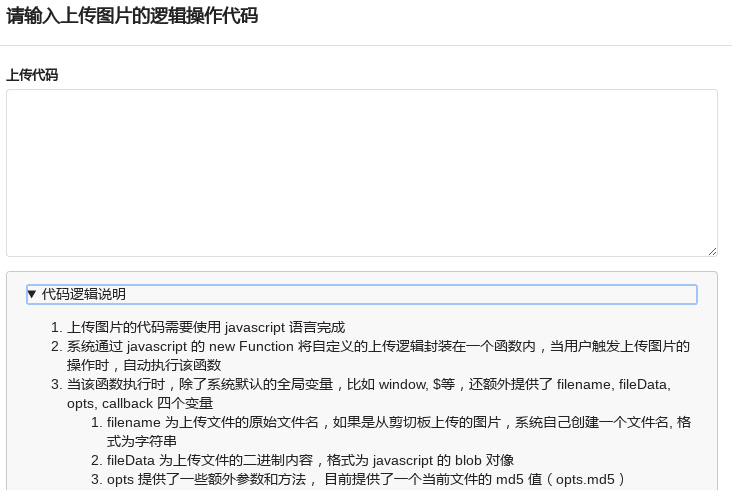 请输入上传图片的逻辑操作代码
上传代码
▼ 代码逻辑说明
1. 上传图片的代码需要使用 javascript 语言完成
2. 系统通过 javascript 的 new Function 将自定义的上传逻辑封装在一个函数内，当用户触发上传图片的
操作时，自动执行该函数
3. 当该函数执行时，除了系统默认的全局变量，比如 window, $等，还额外提供了 filename, fileData,
opts, callback 四个变量
1. filename 为上传文件的原始文件名，如果是从剪切板上传的图片，系统自己创建一个文件名, 格
式为字符串
2. fileData 为上传文件的二进制内容，格式为 javascript 的 blob 对像
3. opts 提供了一些额外参数和方法， 目前提供了一个当前文件的 md5 值（opts.md5）